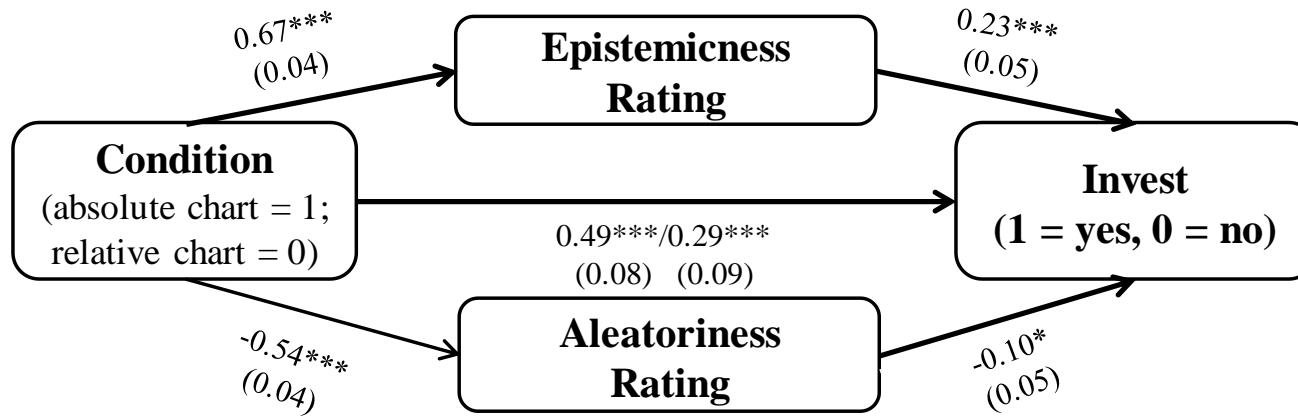 0.67***
(0.04)
Epistemicness
Rating
0.23***
(0.05)
Condition
(absolute chart = 1;
relative chart = 0)
0.49***/0.29***
(0.08) (0.09)
Invest
(1 = yes, 0 = no)
-0.54***
(0.04)
Aleatoriness
Rating
-0.10*
(0.05)